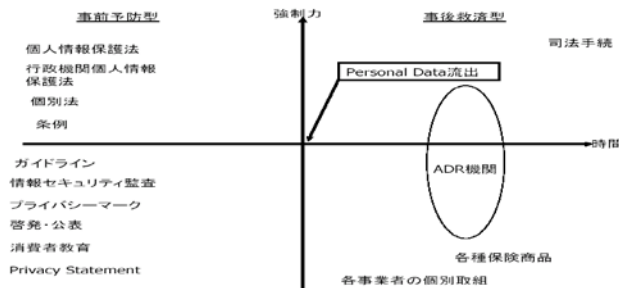 事前予防型
強制力
事後救済型
個人情報保護法
行政機関個人情報
保護法
個別法
条例
司法手続
Personal Data流出
時間
ガイドライン
情報セキュリティ監査
プライバシーマーク
啓発・公表
消費者教育
Privacy Statement
ADR機関
各種保険商品
各事業者の個別取組